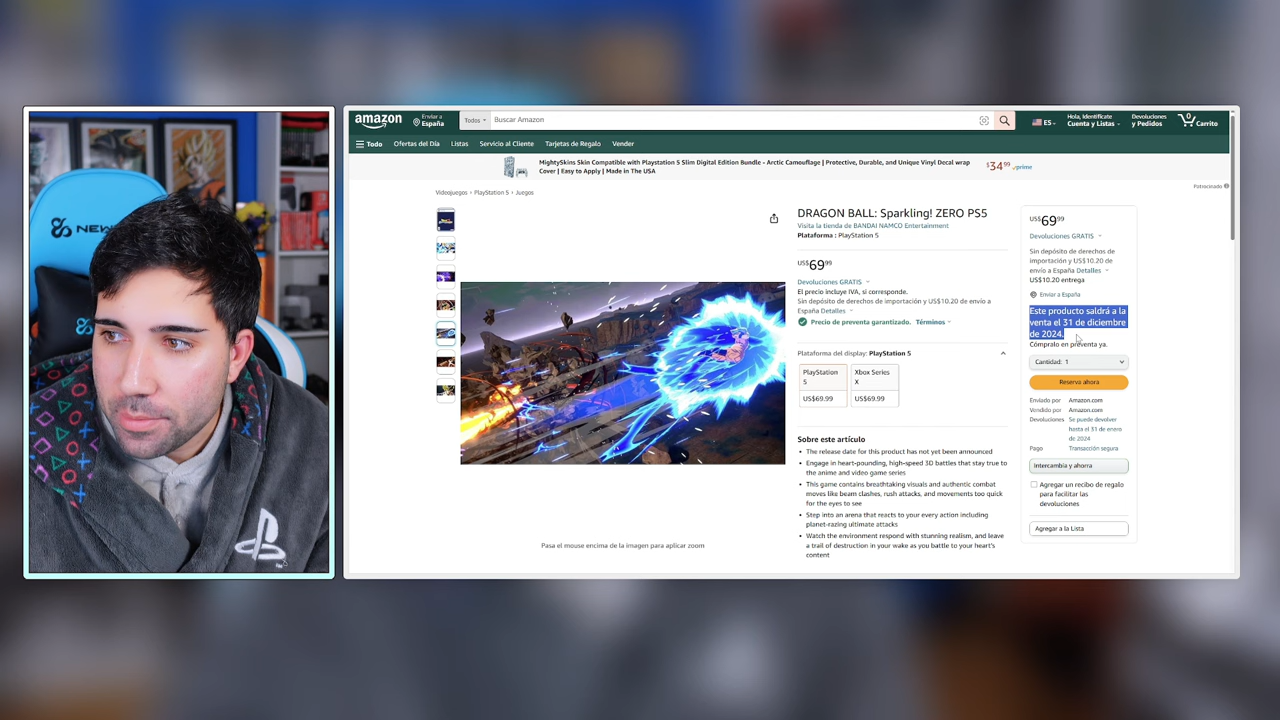 NEW
amazon
Enviar a
España
Todos
Buscar Amazon
ES
Hola, Identifícate
Cuenta y Listas
Devoluciones
y Pedidos
0
Carrito
Todo
Ofertas del Día
Listas
Servicio al Cliente
Tarjetas de Regalo
Vender
MightySkins Skin Compatible with Playstation 5 Slim Digital Edition Bundle - Arctic Camouflage | Protective, Durable, and Unique Vinyl Decal wrap
Cover | Easy to Apply | Made in The USA
$3499
prime
Patrocinado
Videojuegos › PlayStation 5 › Juegos
DRAGON BALL: Sparkling! ZERO PS5
Visita la tienda de BANDAI NAMCO Entertainment
Plataforma : PlayStation 5
US$6999
Devoluciones GRATIS
El precio incluye IVA, si corresponde.
Sin depósito de derechos de importación y US$10.20 de envío a
España Detalles
Precio de preventa garantizado. Términos
Plataforma del display: PlayStation 5
PlayStation
5
US$69.99
Xbox Series
X
US$69.99
Sobre este artículo
• The release date for this product has not yet been announced
• Engage in heart-pounding, high-speed 3D battles that stay true to
the anime and video game series
• This game contains breathtaking visuals and authentic combat
moves like beam clashes, rush attacks, and movements too quick
for the eyes to see
• Step into an arena that reacts to your every action including
planet-razing ultimate attacks
• Watch the environment respond with stunning realism, and leave
a trail of destruction in your wake as you battle to your heart's
content
Pasa el mouse encima de la imagen para aplicar zoom
US$6999
Devoluciones GRATIS
Sin depósito de derechos de
importación y US$10.20 de
envío a España Detalles
US$10.20 entrega
Enviar a España
Este producto saldrá a la
venta el 31 de diciembre
de 2024.
Cómpralo en preventa ya.
Cantidad: 1
Reserva ahora
Enviado por Amazon.com
Vendido por Amazon.com
Devoluciones Se puede devolver
hasta el 31 de enero
de 2024
Pago Transacción segura
Intercambia y ahorra
Agregar un recibo de regalo
para facilitar las
devoluciones
Agregar a la Lista